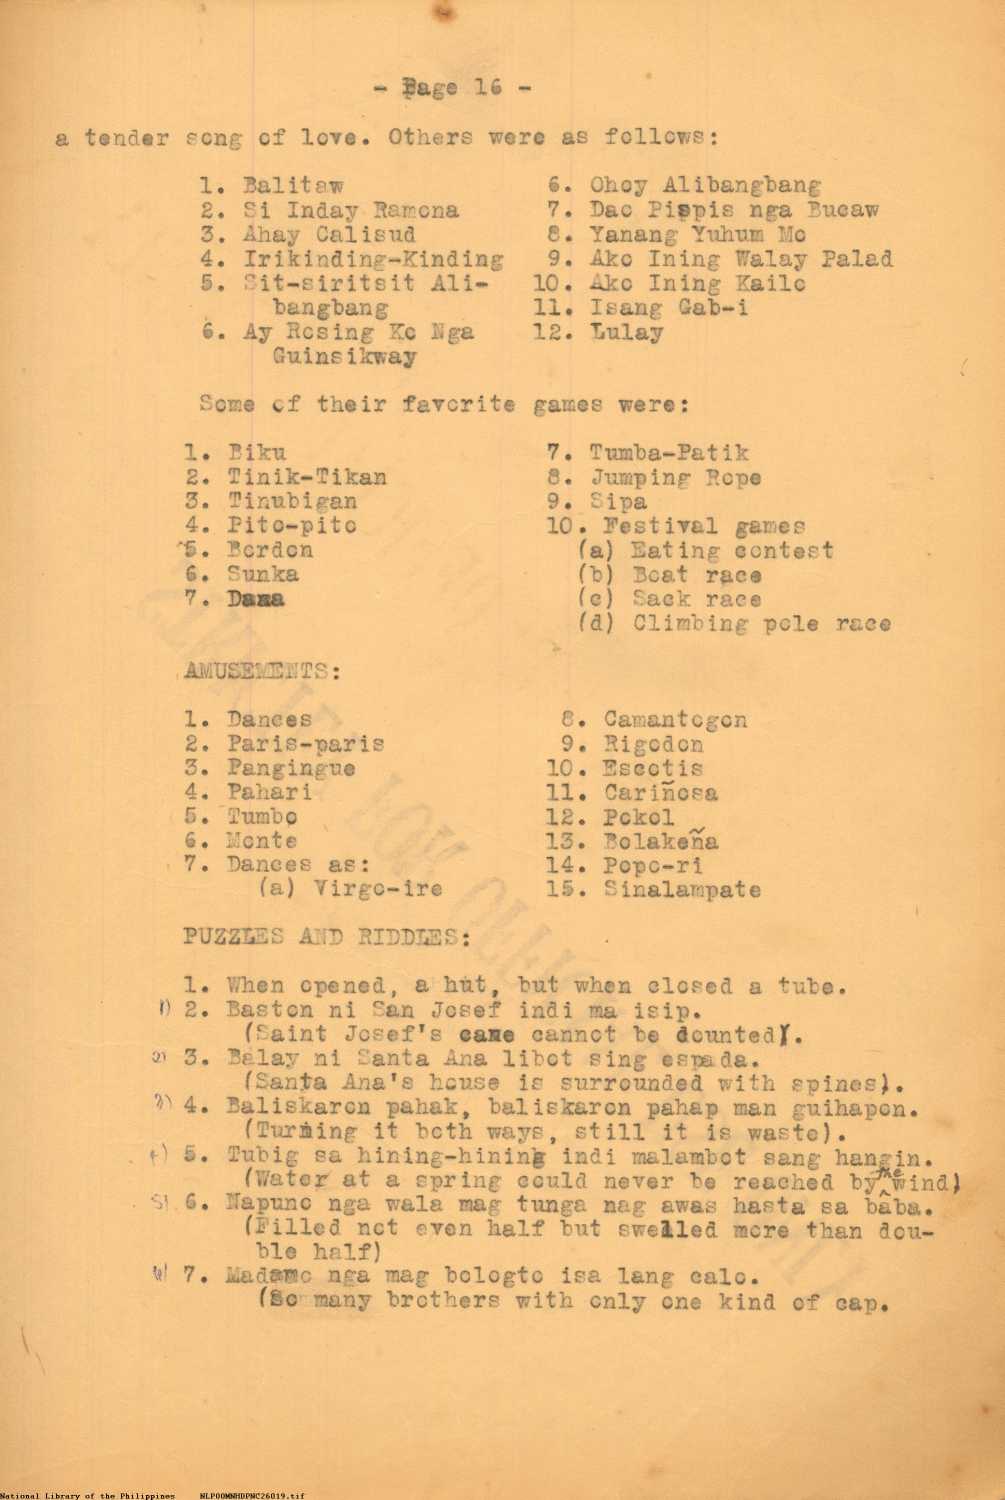 - Page 16 -
a tender song of love. Others were as follows:
1. Balitaw
2. Si Inday Ramona
3. Ahay Calisud
4. Irikinding-Kinding
5. Sit-siritsit Ali-
bangbang
6. Ay Rosing Ko Nga
Guinsikway
6. Ohoy Alibangbang
7. Dao Pispis nga Bucaw
8. Yanang Yuhum Mo
9. Ako Ining Walay Palad
10. Ako Ining Kailo
11. Isang Gab-i
12. Lulay
Some of their favorite games were:
1. Biku
2. Tinik-Tikan
3. Tinubigan
4. Pito-pito
5. Bordon
6. Sunka
7. Dama
7. Tumba-Patik
8. Jumping Rope
9. Sipa
10. Festival games
(a) Eating contest
(b) Boat race
(c) Sack race
(d) Climbing pole race
AMUSEMENTS:
1. Dances
2. Paris-paris
3. Pangingue
4. Pahari
5. Tumbo
6. Monte
7. Dances as:
(a) Virgo-ire
8. Camantogon
9. Rigodon
10. Escotis
11. Cariñosa
12. Pokol
13. Bolakeña
14. Popo-ri
15. Sinalampate
PUZZLES AND RIDDLES:
1. When opened, a hut, but when closed a tube.
1) 2. Baston ni San Josef indi ma isip.
(Saint Josef's cane cannot be dounted).
2) 3. Balay ni Santa Ana libot sing espada.
(Santa Ana's house is surrounded with spines).
3) 4. Baliskaron pahak, baliskaron pahap man guihapon.
(Turning it both ways, still it is waste).
4) 5. Tubig sa hining-hining indi malambot sang hangin.
(Water at a spring could never be reached by the wind)
5) 6. Napuno nga wala mag tunga nag awas hasta sa baba.
(Filled not even half but swelled more than dou-
ble half)
6) 7. Madamo nga mag bologto isa lang calo.
(So many brothers with only one kind of cap.
National Library of the Philippines NLPOOMNHDPNC26019.tif